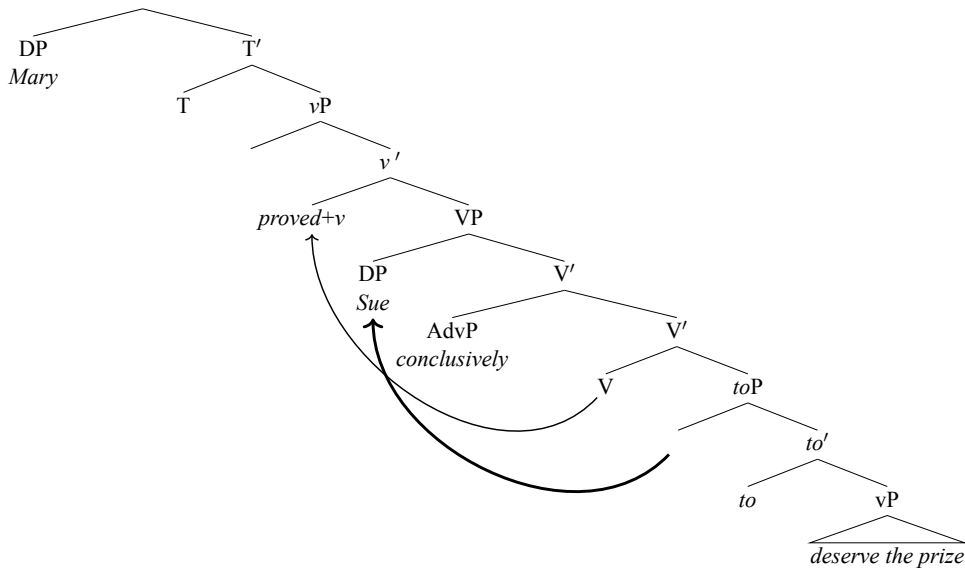 DP T′
Mary
T vP
v′
proved+v VP
DP V′
Sue AdvP V′
conclusively
V toP
to′
to vP
deserve the prize